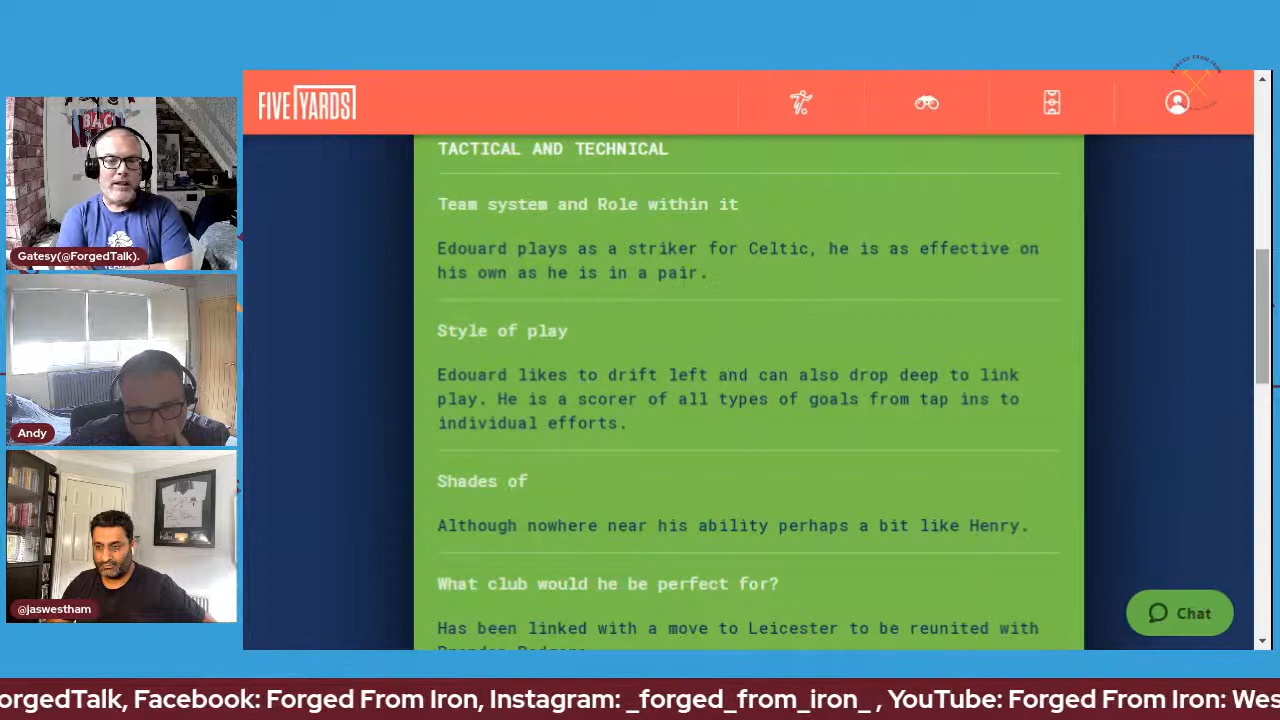 FIVE YARDS
FORGED FROM IRON
TACTICAL AND TECHNICAL
Team system and Role within it
Edouard plays as a striker for Celtic, he is as effective on
his own as he is in a pair.
Style of play
Edouard likes to drift left and can also drop deep to link
play. He is a scorer of all types of goals from tap ins to
individual efforts.
Shades of
Although nowhere near his ability perhaps a bit like Henry.
What club would he be perfect for?
Has been linked with a move to Leicester to be reunited with
Chat
Gatesy(@ForgedTalk).
Andy
@jaswestham
orgedTalk, Facebook: Forged From Iron, Instagram: _forged_from_iron_ , YouTube: Forged From Iron: Wes